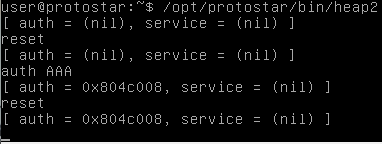 user@protostar:~$ /opt/protostar/bin/heap2
[ auth = (nil), service = (nil) ]
reset
[ auth = (nil), service = (nil) ]
auth AAA
[ auth = 0x804c008, service = (nil) ]
reset
[ auth = 0x804c008, service = (nil) ]